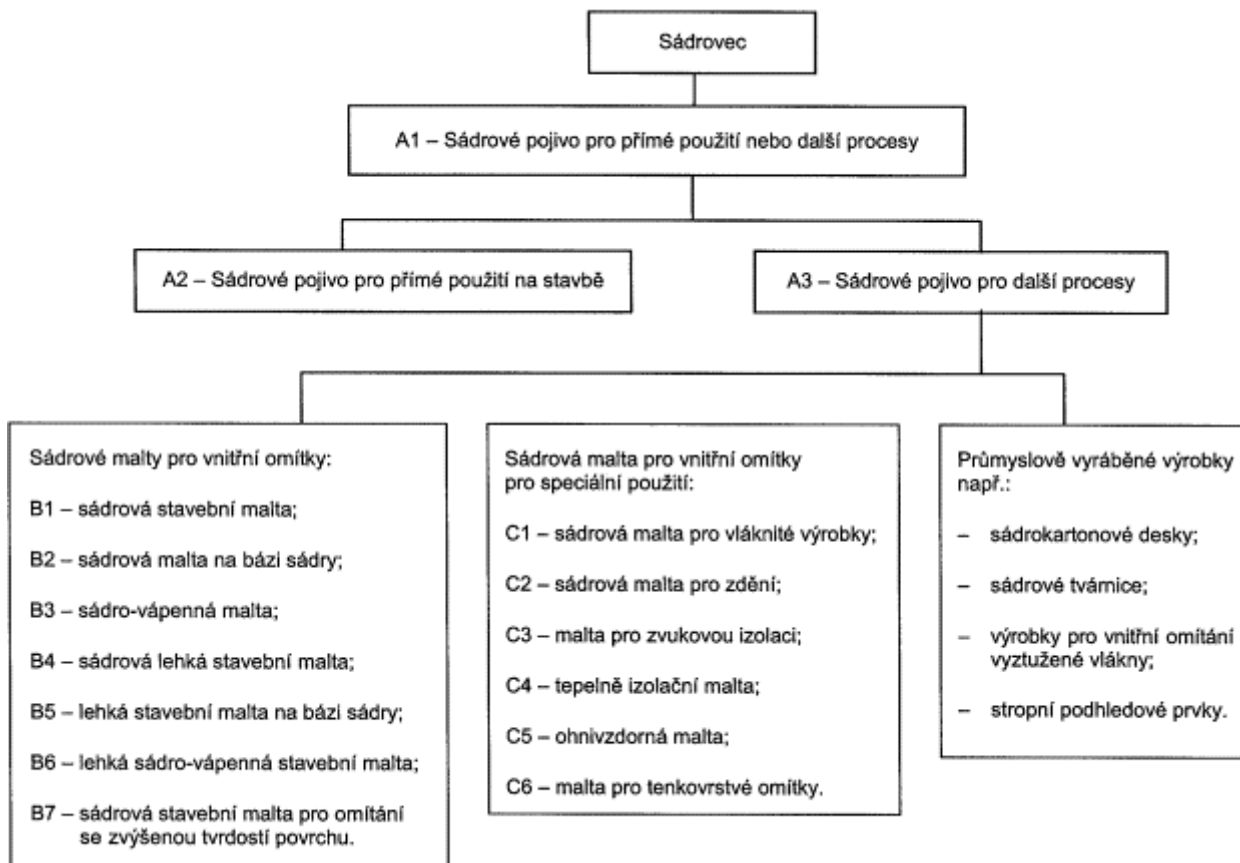 Sádrovec
A1 – Sádrové pojivo pro přímé použití nebo další procesy
A2 – Sádrové pojivo pro přímé použití na stavbě
A3 – Sádrové pojivo pro další procesy
Sádrové malty pro vnitřní omítky:
B1 – sádrová stavební malta;
B2 – sádrová malta na bázi sádry;
B3 – sádro-vápenná malta;
B4 – sádrová lehká stavební malta;
B5 – lehká stavební malta na bázi sádry;
B6 – lehká sádro-vápenná stavební malta;
B7 – sádrová stavební malta pro omítání
se zvýšenou tvrdostí povrchu.
Sádrová malta pro vnitřní omítky
pro speciální použití:
C1 – sádrová malta pro vláknité výrobky;
C2 – sádrová malta pro zdění;
C3 – malta pro zvukovou izolaci;
C4 – tepelně izolační malta;
C5 – ohnivzdorná malta;
C6 – malta pro tenkovrstvé omítky.
Průmyslově vyráběné výrobky
např.:
– sádrokartonové desky;
– sádrové tvárnice;
– výrobky pro vnitřní omítání
vyztužené vlákny;
– stropní podhledové prvky.